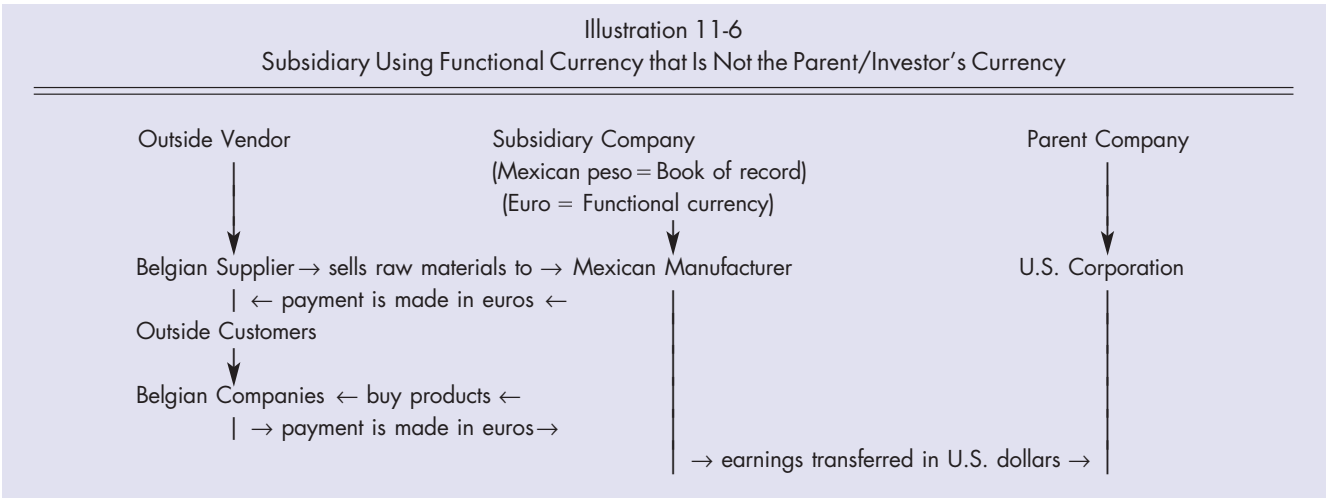 Illustration 11-6
Subsidiary Using Functional Currency that Is Not the Parent/Investor's Currency
Outside Vendor Subsidiary Company Parent Company
(Mexican peso = Book of record)
(Euro = Functional currency)
Belgian Supplier → sells raw materials to → Mexican Manufacturer U.S. Corporation
| ← payment is made in euros ←
Outside Customers
Belgian Companies ← buy products ←
| → payment is made in euros →
→ earnings transferred in U.S. dollars →